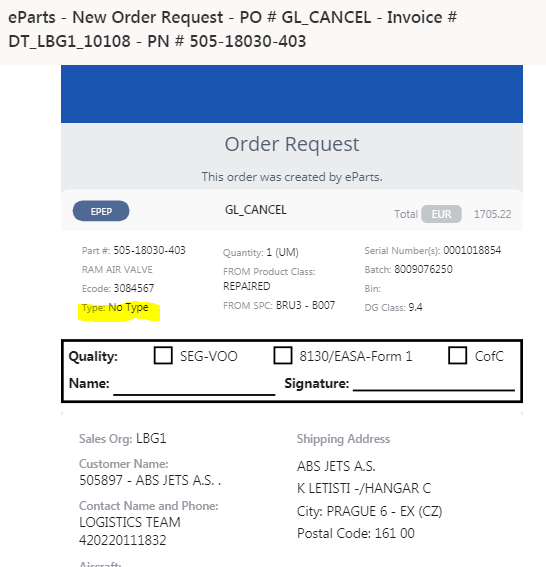 eParts - New Order Request - PO # GL_CANCEL - Invoice #
DT_LBG1_10108 - PN # 505-18030-403
Order Request
This order was created by eParts.
EPEP
GL_CANCEL
Total EUR 1705.22
Part #: 505-18030-403
RAM AIR VALVE
Ecode: 3084567
Type: No Type
Quantity: 1 (UM)
FROM Product Class:
REPAIRED
FROM SPC: BRU3 - B007
Serial Number(s): 0001018854
Batch: 8009076250
Bin:
DG Class: 9.4
Quality: SEG-VOO 8130/EASA-Form 1 CofC
Name: Signature:
Sales Org: LBG1
Customer Name:
505897 - ABS JETS A.S. .
Contact Name and Phone:
LOGISTICS TEAM
420220111832
Aircraft:
Shipping Address
ABS JETS A.S.
K LETISTI -/HANGAR C
City: PRAGUE 6 - EX (CZ)
Postal Code: 161 00